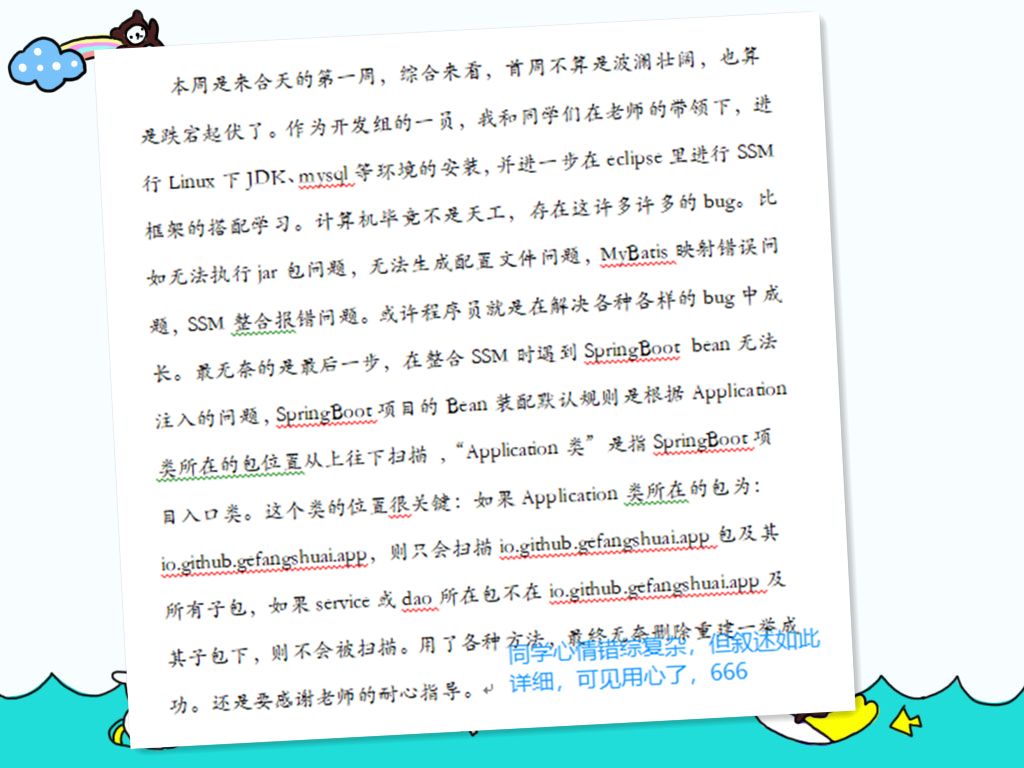 本周是来合天的第一周，综合来看，首周不算是波澜壮阔，也算
是跌宕起伏了。作为开发组的一员，我和同学们在老师的带领下，进
行 Linux 下 JDK、mysql 等环境的安装，并进一步在 eclipse 里进行 SSM
框架的搭配学习。计算机毕竟不是天工，存在这许多许多的 bug。比
如无法执行 jar 包问题，无法生成配置文件问题，MyBatis 映射错误问
题，SSM 整合报错问题。或许程序员就是在解决各种各样的 bug 中成
长。最无奈的是最后一步，在整合 SSM 时遇到 SpringBoot bean 无法
注入的问题，SpringBoot 项目的 Bean 装配默认规则是根据 Application
类所在的包位置从上往下扫描 ，“Application 类” 是指 SpringBoot 项
目入口类。这个类的位置很关键：如果 Application 类所在的包为：
io.github.gefangshuai.app，则只会扫描 io.github.gefangshuai.app 包及其
所有子包，如果 service 或 dao 所在包不在 io.github.gefangshuai.app 及
其子包下，则不会被扫描。用了各种方法，最终无奈删除重建一举成
功。还是要感谢老师的耐心指导。
同学心情错综复杂，但叙述如此
详细，可见用心了，666